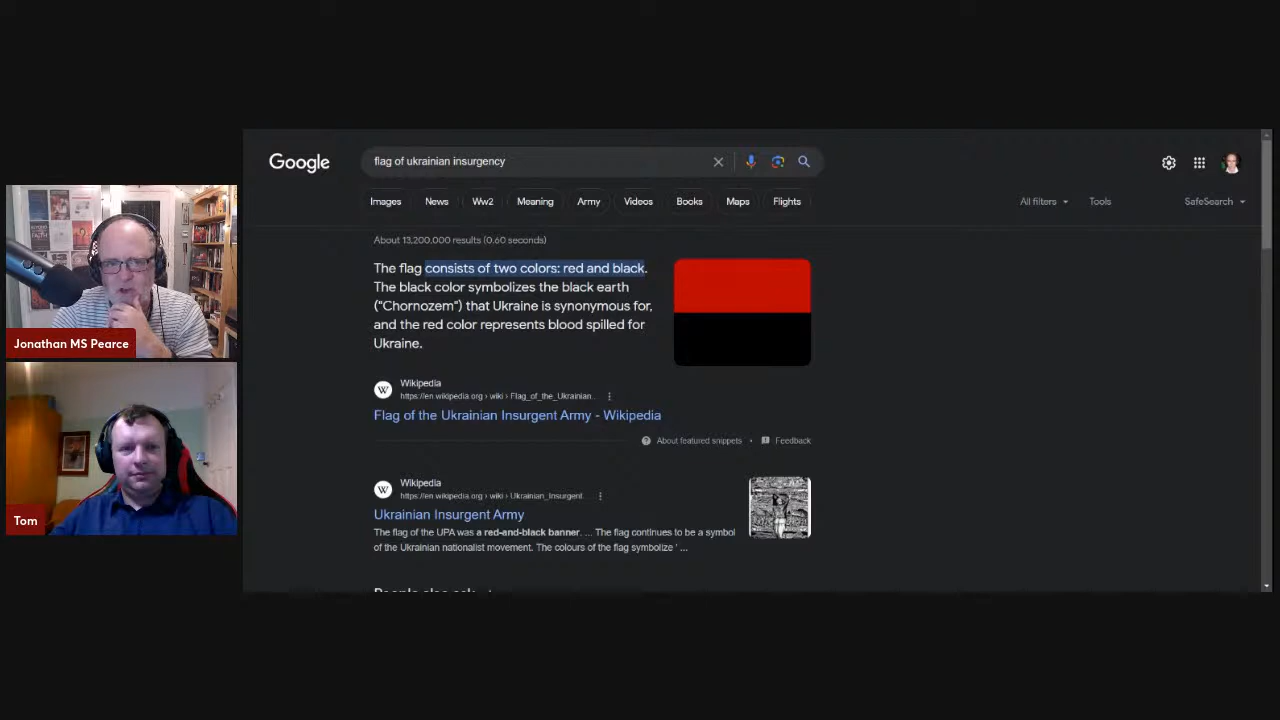 Google
flag of ukrainian insurgency
Images
News
Ww2
Meaning
Army
Videos
Books
Maps
Flights
All filters
Tools
SafeSearch
About 13,200,000 results (0.60 seconds)
The flag consists of two colors: red and black.
The black color symbolizes the black earth
("Chornozem") that Ukraine is synonymous for,
and the red color represents blood spilled for
Ukraine.
W
Wikipedia
https://en.wikipedia.org › wiki › Flag_of_the_Ukrainian...
Flag of the Ukrainian Insurgent Army - Wikipedia
About featured snippets
•
Feedback
W
Wikipedia
https://en.wikipedia.org › wiki › Ukrainian_Insurgent.
Ukrainian Insurgent Army
The flag of the UPA was a red-and-black banner. ... The flag continues to be a symbol
of the Ukrainian nationalist movement. The colours of the flag symbolize ' ...
People also ask
Jonathan MS Pearce
Tom